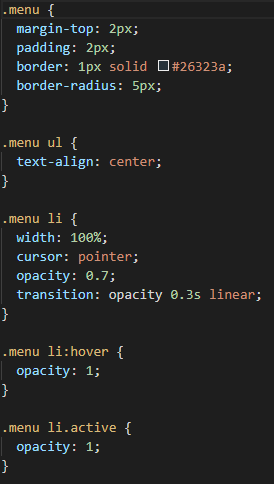 .menu {
  margin-top: 2px;
  padding: 2px;
  border: 1px solid #26323a;
  border-radius: 5px;
}

.menu ul {
  text-align: center;
}

.menu li {
  width: 100%;
  cursor: pointer;
  opacity: 0.7;
  transition: opacity 0.3s linear;
}

.menu li:hover {
  opacity: 1;
}

.menu li.active {
  opacity: 1;
}